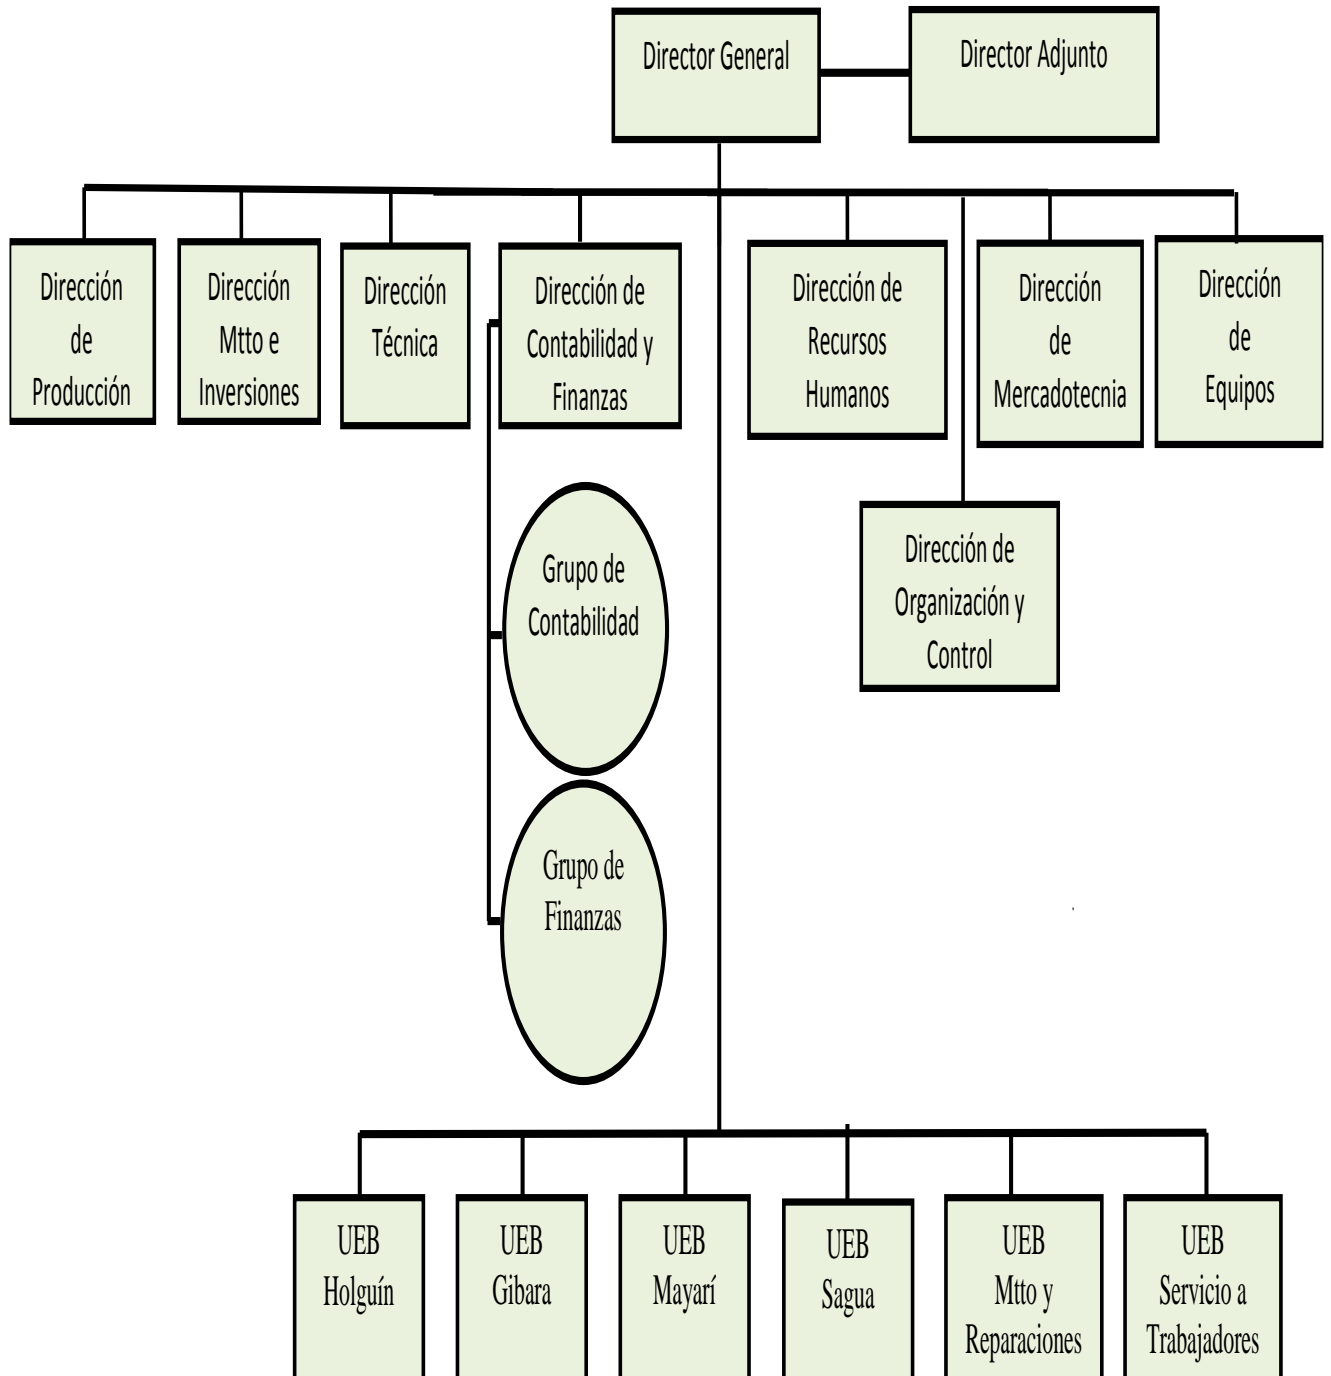 Director General
Director Adjunto
Dirección
de
Producción
Dirección
Mtto e
Inversiones
Dirección
Técnica
Dirección de
Contabilidad y
Finanzas
Dirección de
Recursos
Humanos
Dirección
de
Mercadotecnia
Dirección
de
Equipos
Grupo de
Contabilidad
Dirección de
Organización y
Control
Grupo de
Finanzas
UEB
Holguín
UEB
Gibara
UEB
Mayarí
UEB
Sagua
UEB
Mtto y
Reparaciones
UEB
Servicio a
Trabajadores